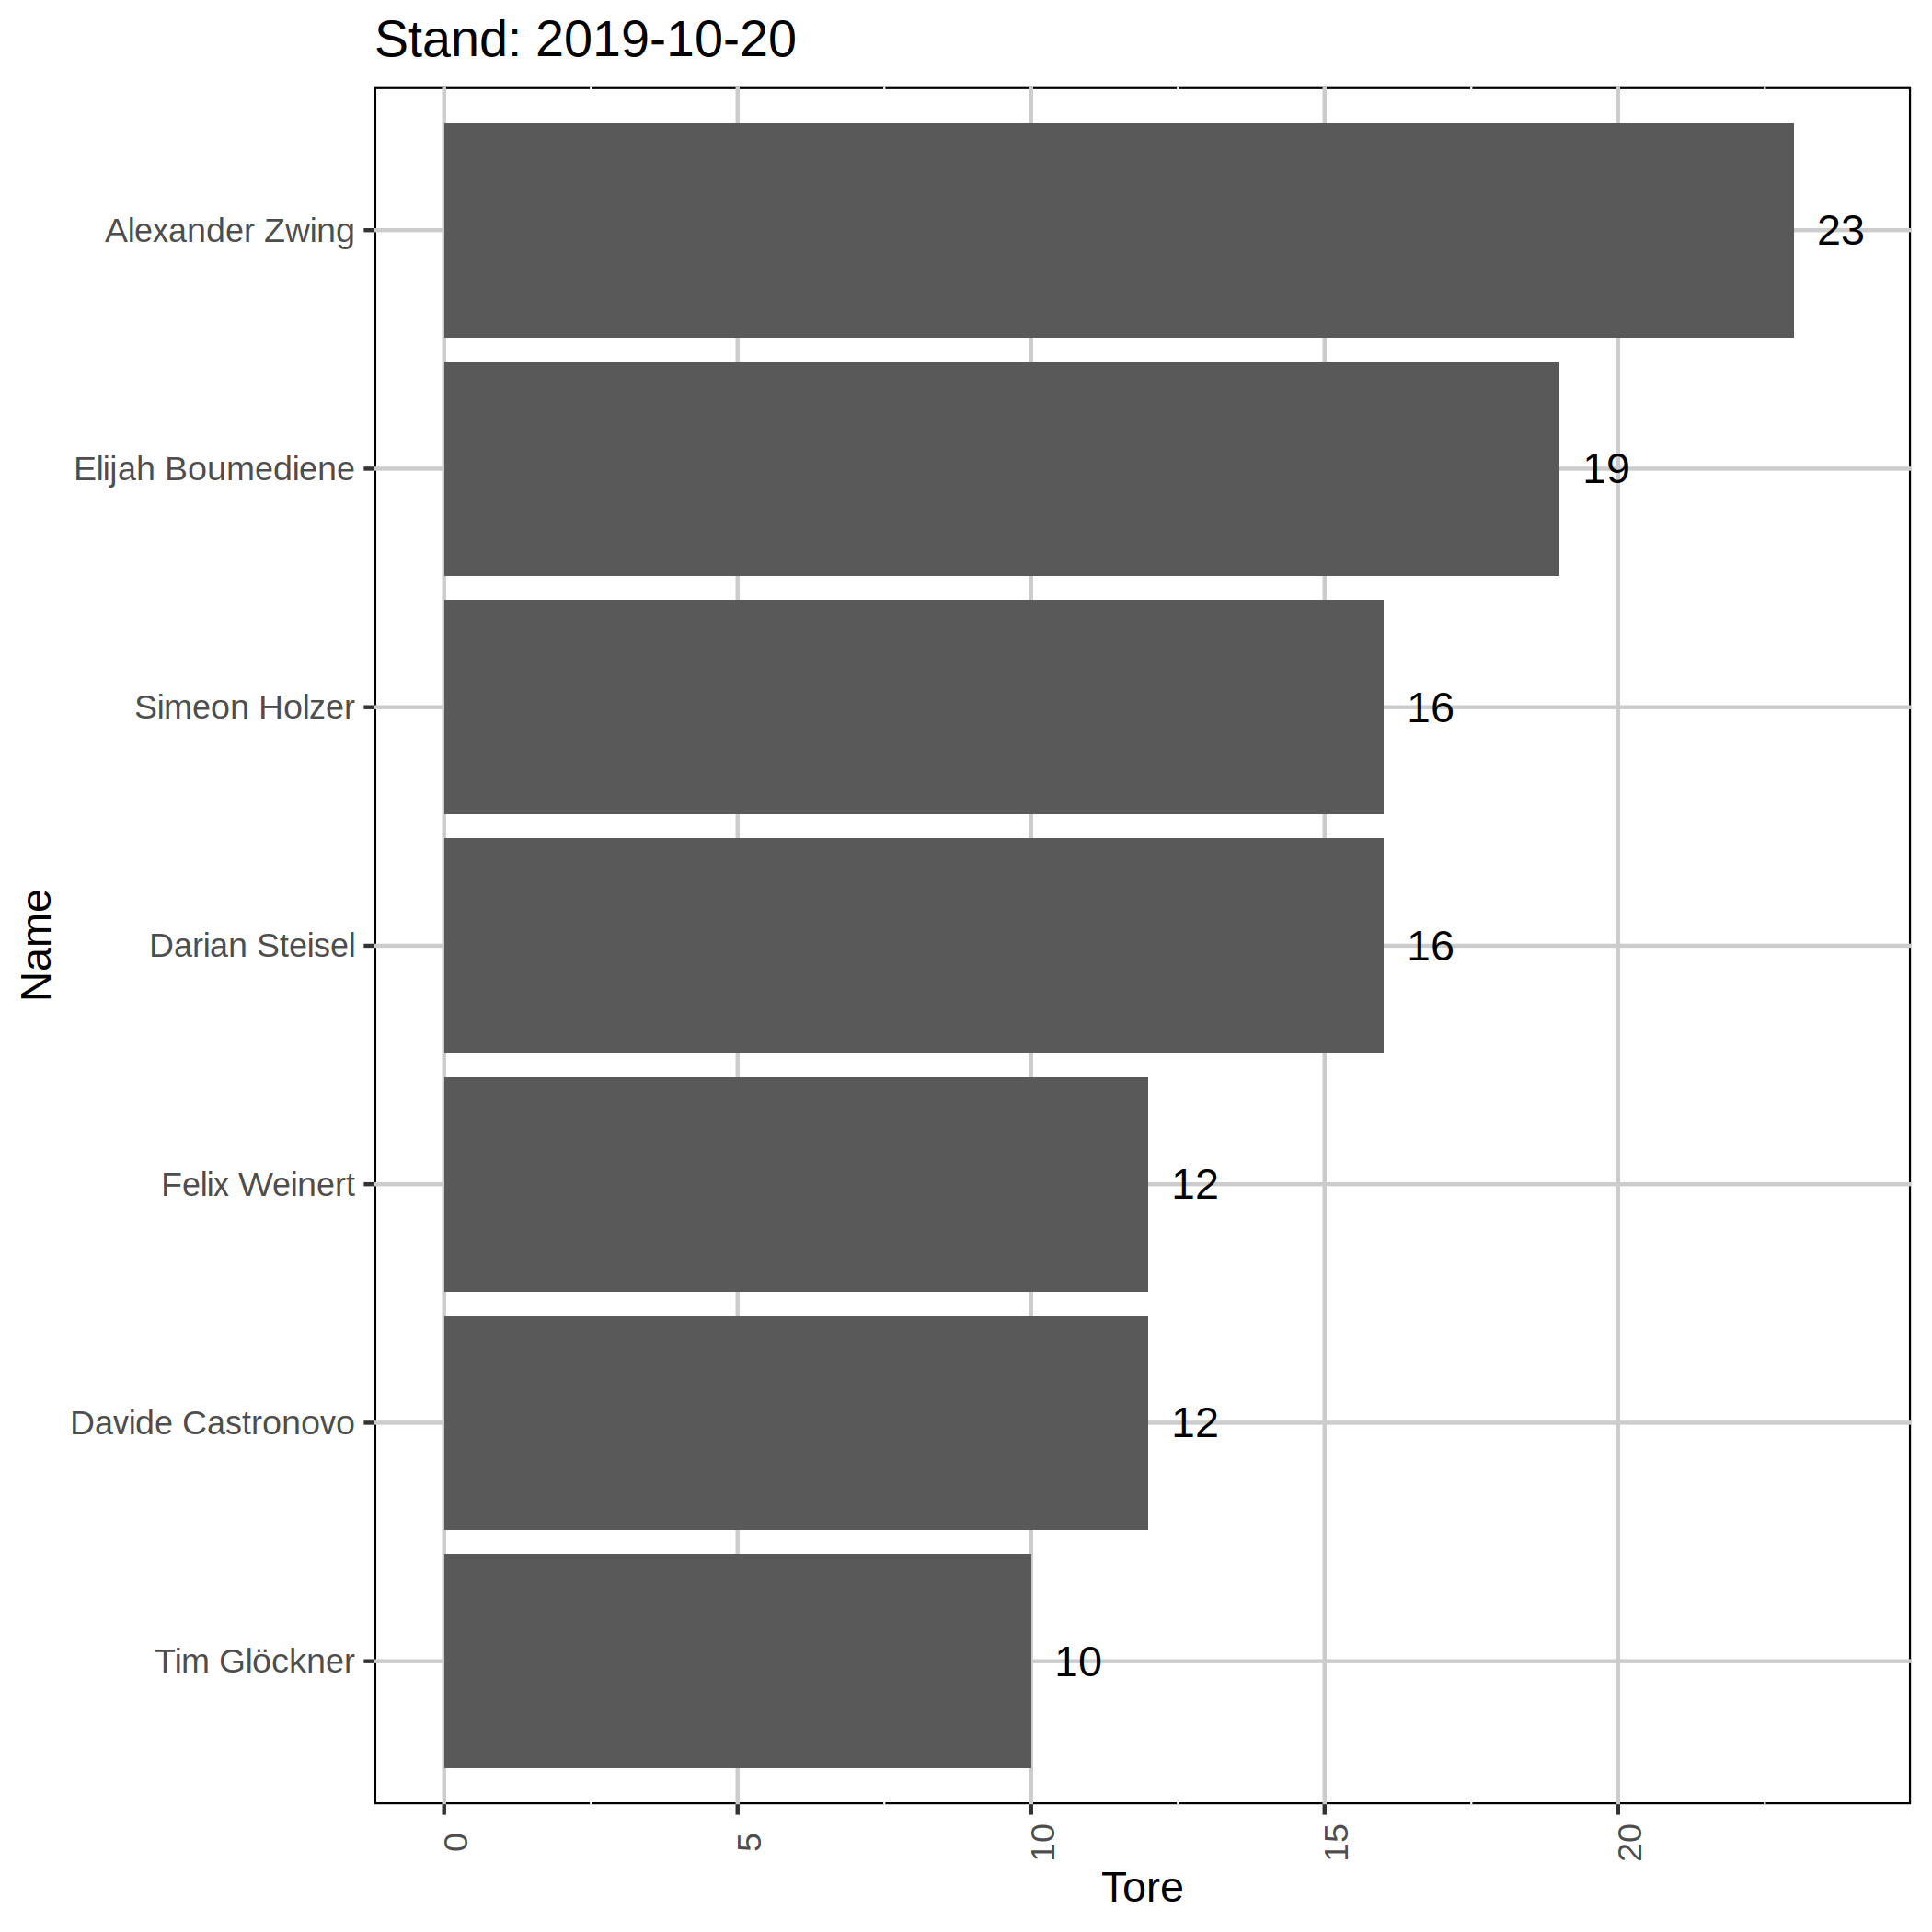 Stand: 2019-10-20
Alexander Zwing
23
Elijah Boumediene
19
Simeon Holzer
16
Darian Steisel
16
Felix Weinert
12
Davide Castronovo
12
Tim Glöckner
10
Name
0
5
10
15
20
Tore